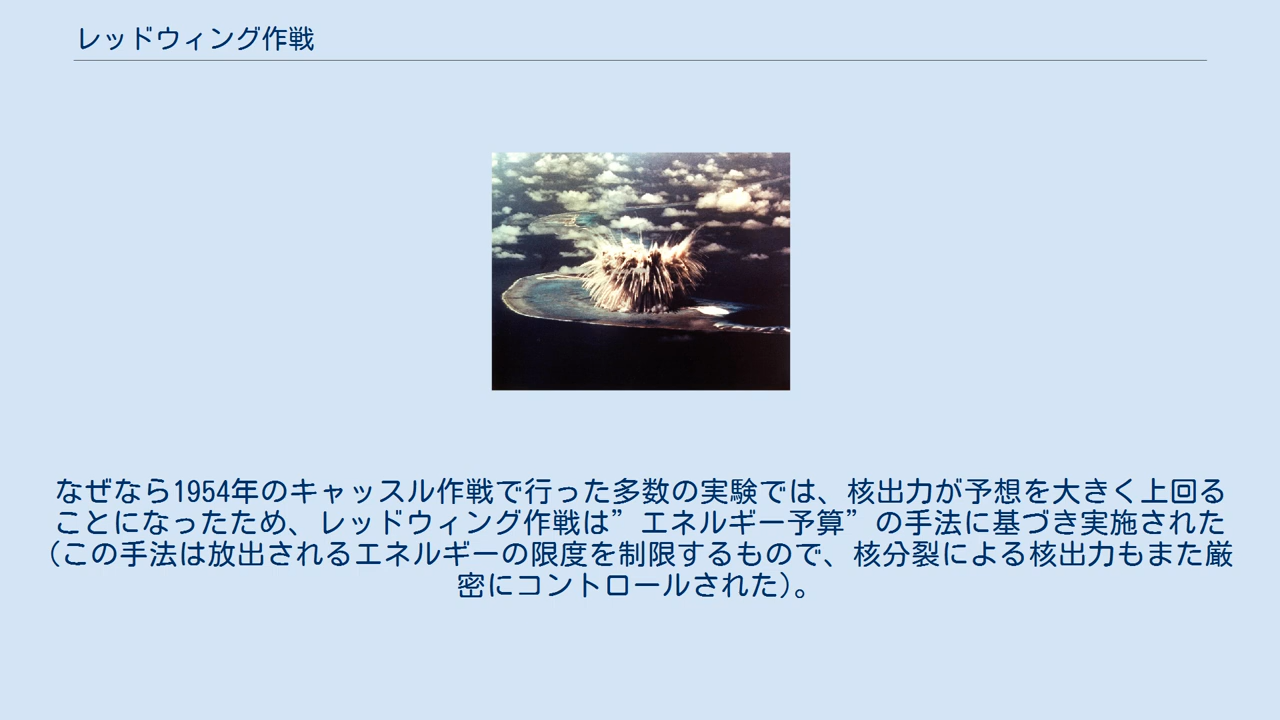 レッドウィング作戦
なぜなら1954年のキャッスル作戦で行った多数の実験では、核出力が予想を大きく上回る
ことになったため、レッドウィング作戦は”エネルギー予算”の手法に基づき実施された
(この手法は放出されるエネルギーの限度を制限するもので、核分裂による核出力もまた厳
密にコントロールされた)。